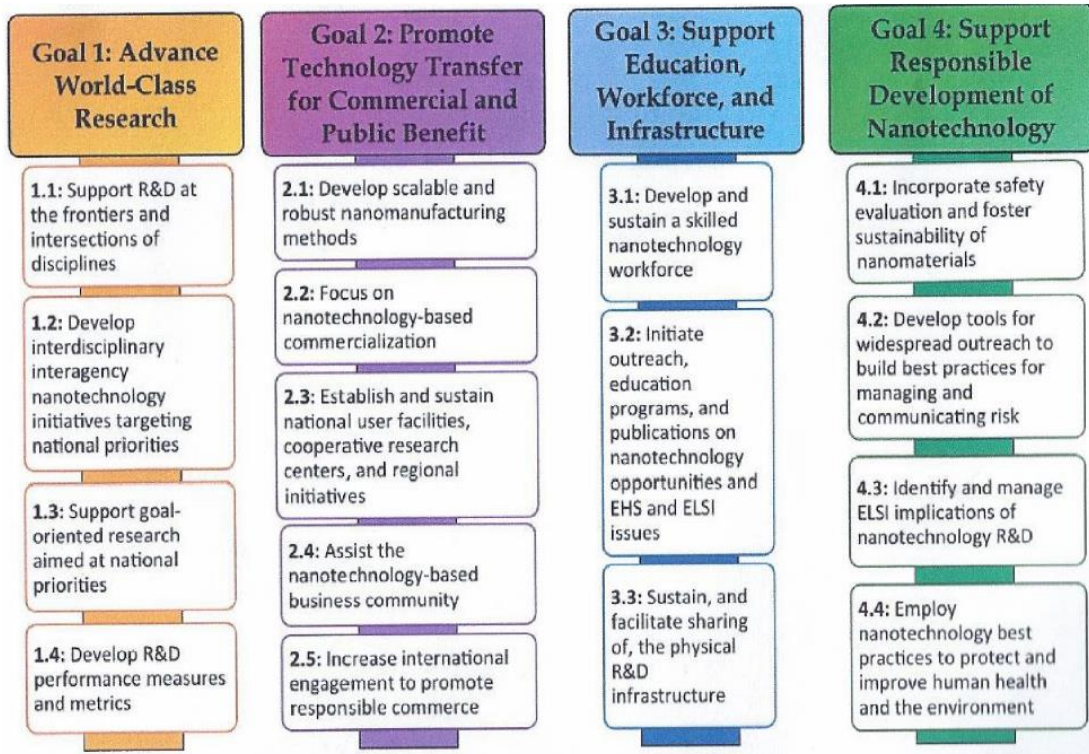 Goal 1: Advance
World-Class
Research
1.1: Support R&D at
the frontiers and
intersections of
disciplines
1.2: Develop
interdisciplinary
interagency
nanotechnology
initiatives targeting
national priorities
1.3: Support goal-
oriented research
aimed at national
priorities
1.4: Develop R&D
performance measures
and metrics
Goal 2: Promote
Technology Transfer
for Commercial and
Public Benefit
2.1: Develop scalable and
robust nanomanufacturing
methods
2.2: Focus on
nanotechnology-based
commercialization
2.3: Establish and sustain
national user facilities,
cooperative research
centers, and regional
initiatives
2.4: Assist the
nanotechnology-based
business community
2.5: Increase international
engagement to promote
responsible commerce
Goal 3: Support
Education,
Workforce, and
Infrastructure
3.1: Develop and
sustain a skilled
nanotechnology
workforce
3.2: Initiate
outreach,
education
programs, and
publications on
nanotechnology
opportunities and
EHS and ELSI
issues
3.3: Sustain, and
facilitate sharing
of, the physical
R&D
infrastructure
Goal 4: Support
Responsible
Development of
Nanotechnology
4.1: Incorporate safety
evaluation and foster
sustainability of
nanomaterials
4.2: Develop tools for
widespread outreach to
build best practices for
managing and
communicating risk
4.3: Identify and manage
ELSI implications of
nanotechnology R&D
4.4: Employ
nanotechnology best
practices to protect and
improve human health
and the environment